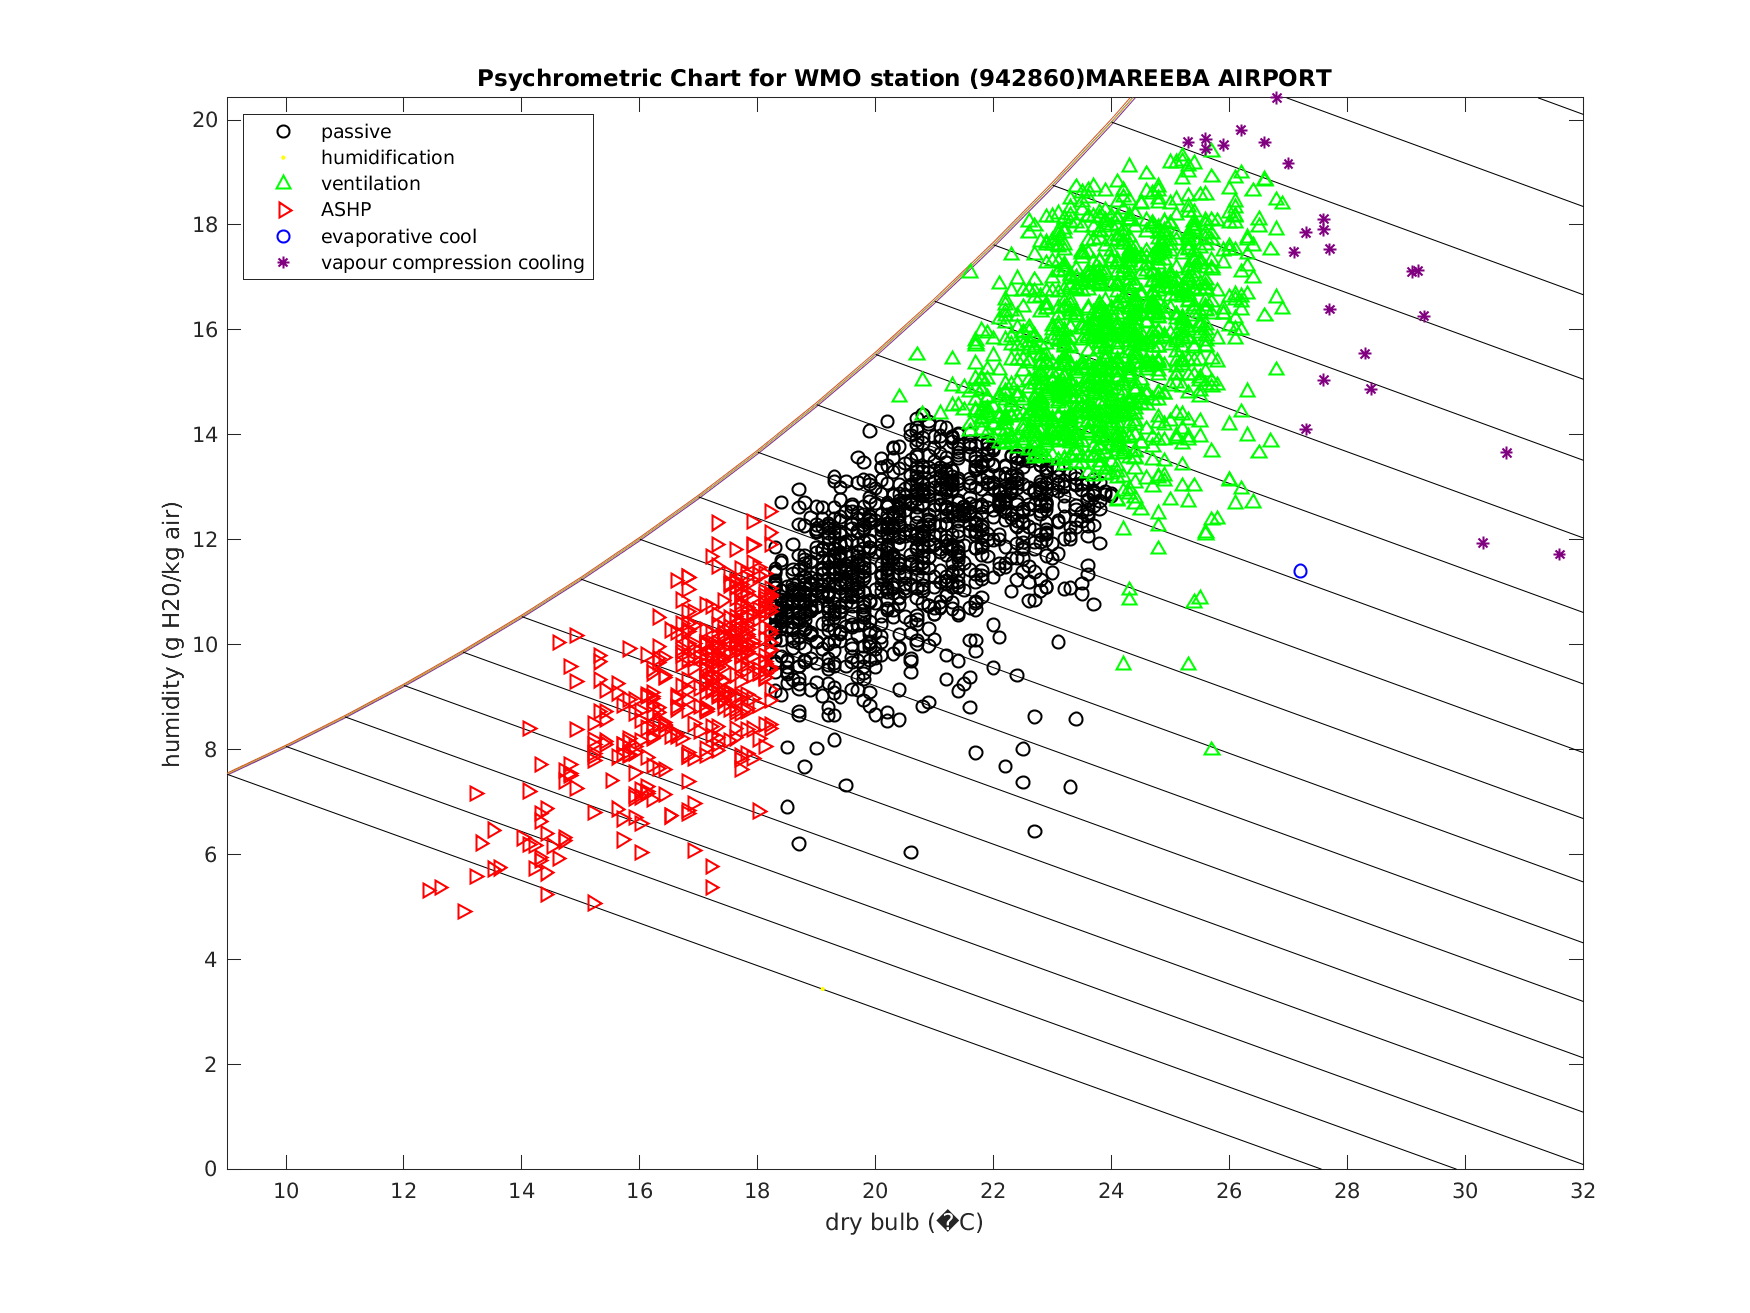 Psychrometric Chart for WMO station (942860)MAREEBA AIRPORT
passive
humidification
ventilation
ASHP
evaporative cool
vapour compression cooling
humidity (g H20/kg air)
20
18
16
14
12
10
8
6
4
2
0
10 12 14 16 18 20 22 24 26 28 30 32
dry bulb (�C)